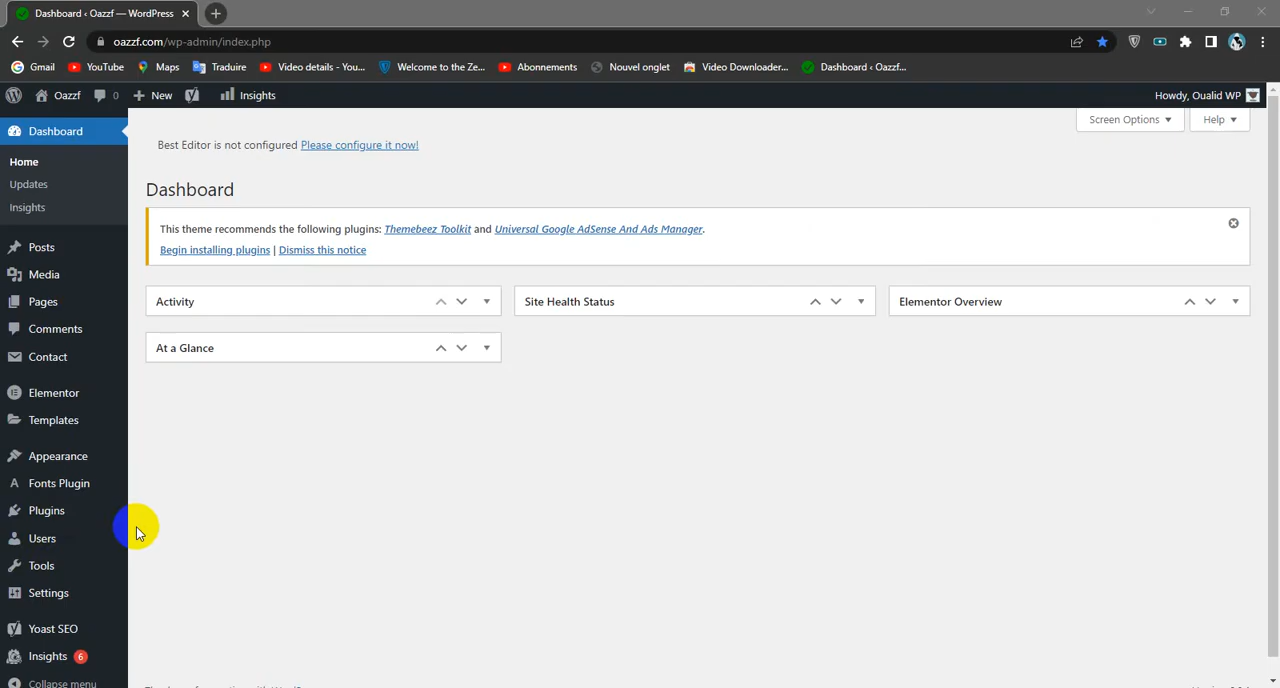 Dashboard ‹ Oazzf — WordPress
oazzf.com/wp-admin/index.php
Gmail YouTube Maps Traduire Video details - You... Welcome to the Ze... Abonnements Nouvel onglet Video Downloader... Dashboard ‹ Oazzf...
Oazzf 0 New Insights Howdy, Oualid WP
Screen Options Help
Best Editor is not configured Please configure it now!
Dashboard
This theme recommends the following plugins: Themebeez Toolkit and Universal Google AdSense And Ads Manager.
Begin installing plugins | Dismiss this notice
Activity
Site Health Status
Elementor Overview
At a Glance
Dashboard
Home
Updates
Insights
Posts
Media
Pages
Comments
Contact
Elementor
Templates
Appearance
Fonts Plugin
Plugins
Users
Tools
Settings
Yoast SEO
Insights 6
Collapse menu